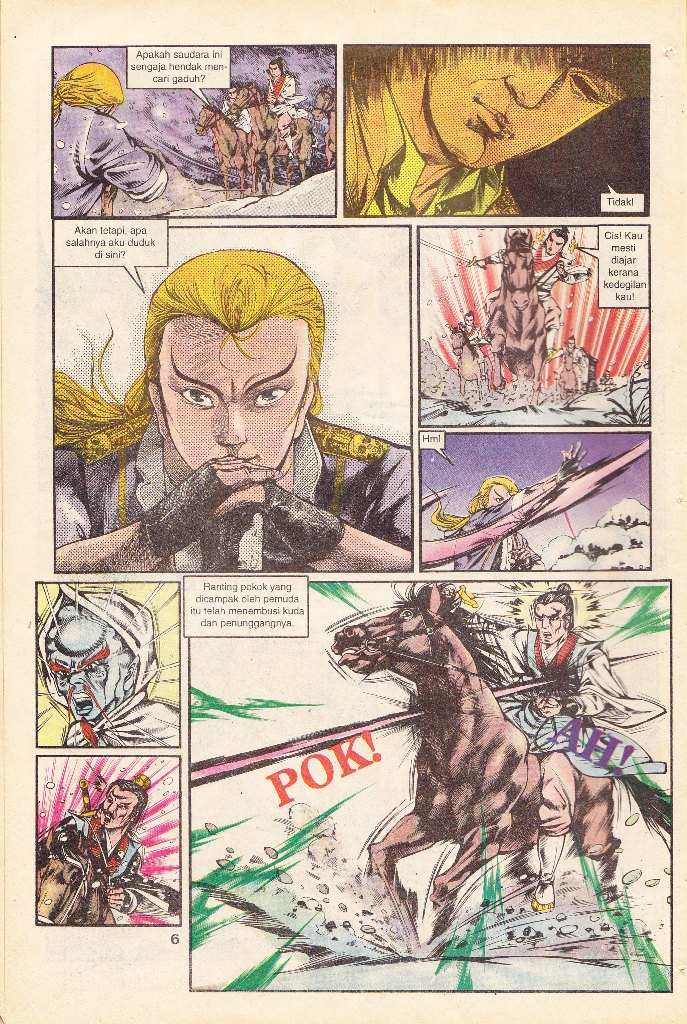 Apakah saudara ini
sengaja hendak men-
cari gaduh?
Tidak!
Akan tetapi, apa
salahnya aku duduk
di sini?
Cis! Kau
mesti
diajar
kerana
kedegilan
kau!
Hm!
Ranting pokok yang
dicampak oleh pemuda
itu telah menembusi kuda
dan penunggangnya.
POK!
AH!
6